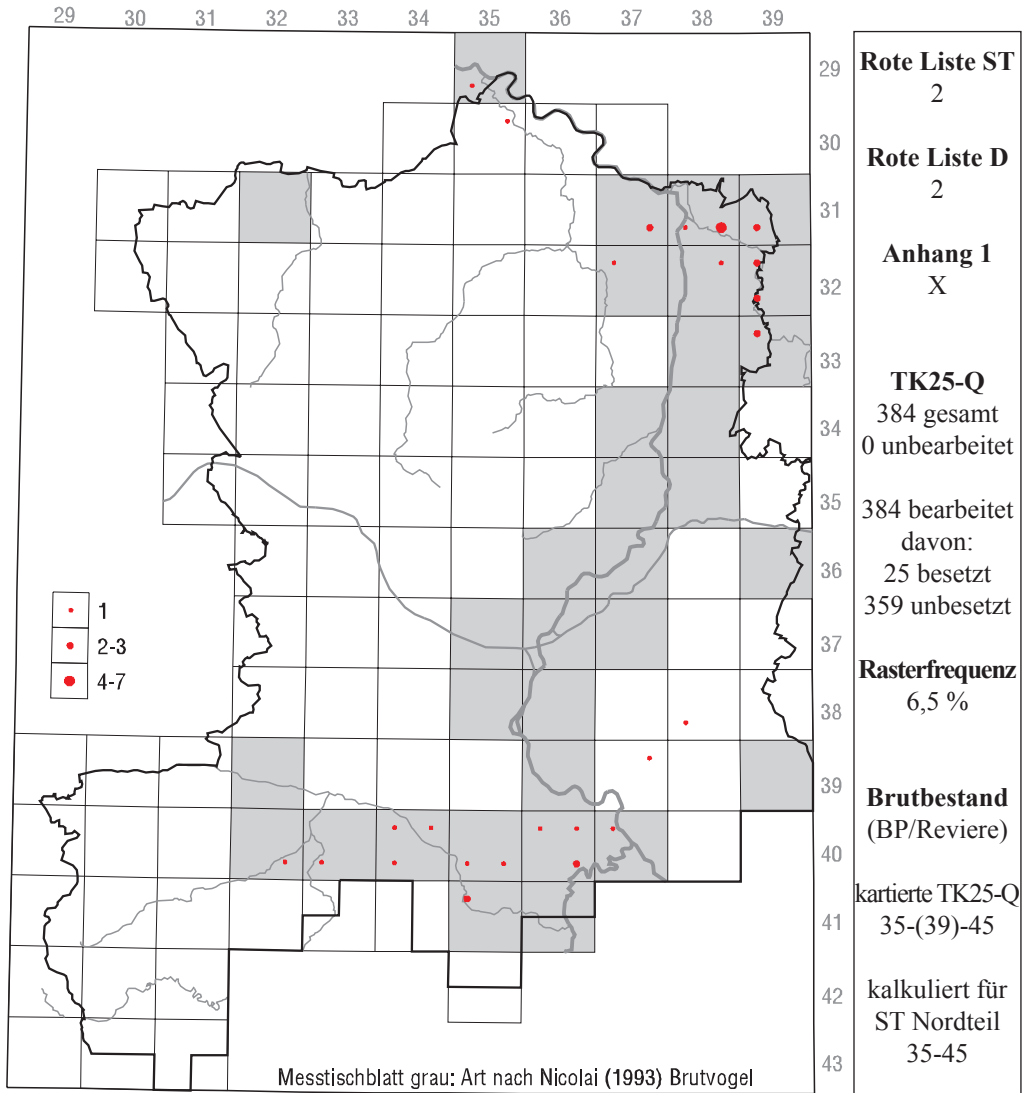 29 30 31 32 33 34 35 36 37 38 39
29
30
31
32
33
34
35
36
37
38
39
40
41
42
43
1
2-3
4-7
Messtischblatt grau: Art nach Nicolai (1993) Brutvogel
Rote Liste ST
2
Rote Liste D
2
Anhang 1
X
TK25-Q
384 gesamt
0 unbearbeitet
384 bearbeitet
davon:
25 besetzt
359 unbesetzt
Rasterfrequenz
6,5 %
Brutbestand
(BP/Reviere)
kartierte TK25-Q
35-(39)-45
kalkuliert für
ST Nordteil
35-45